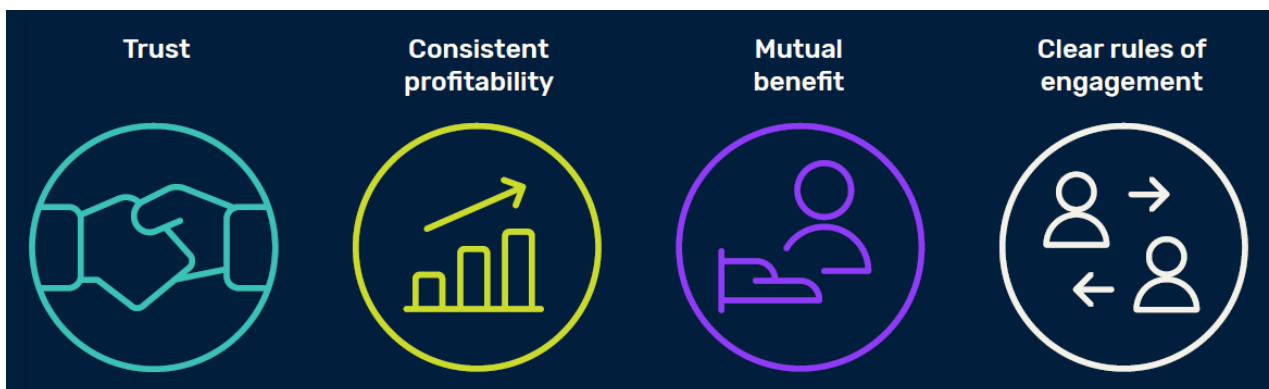 Trust
Consistent
profitability
Mutual
benefit
Clear rules of
engagement